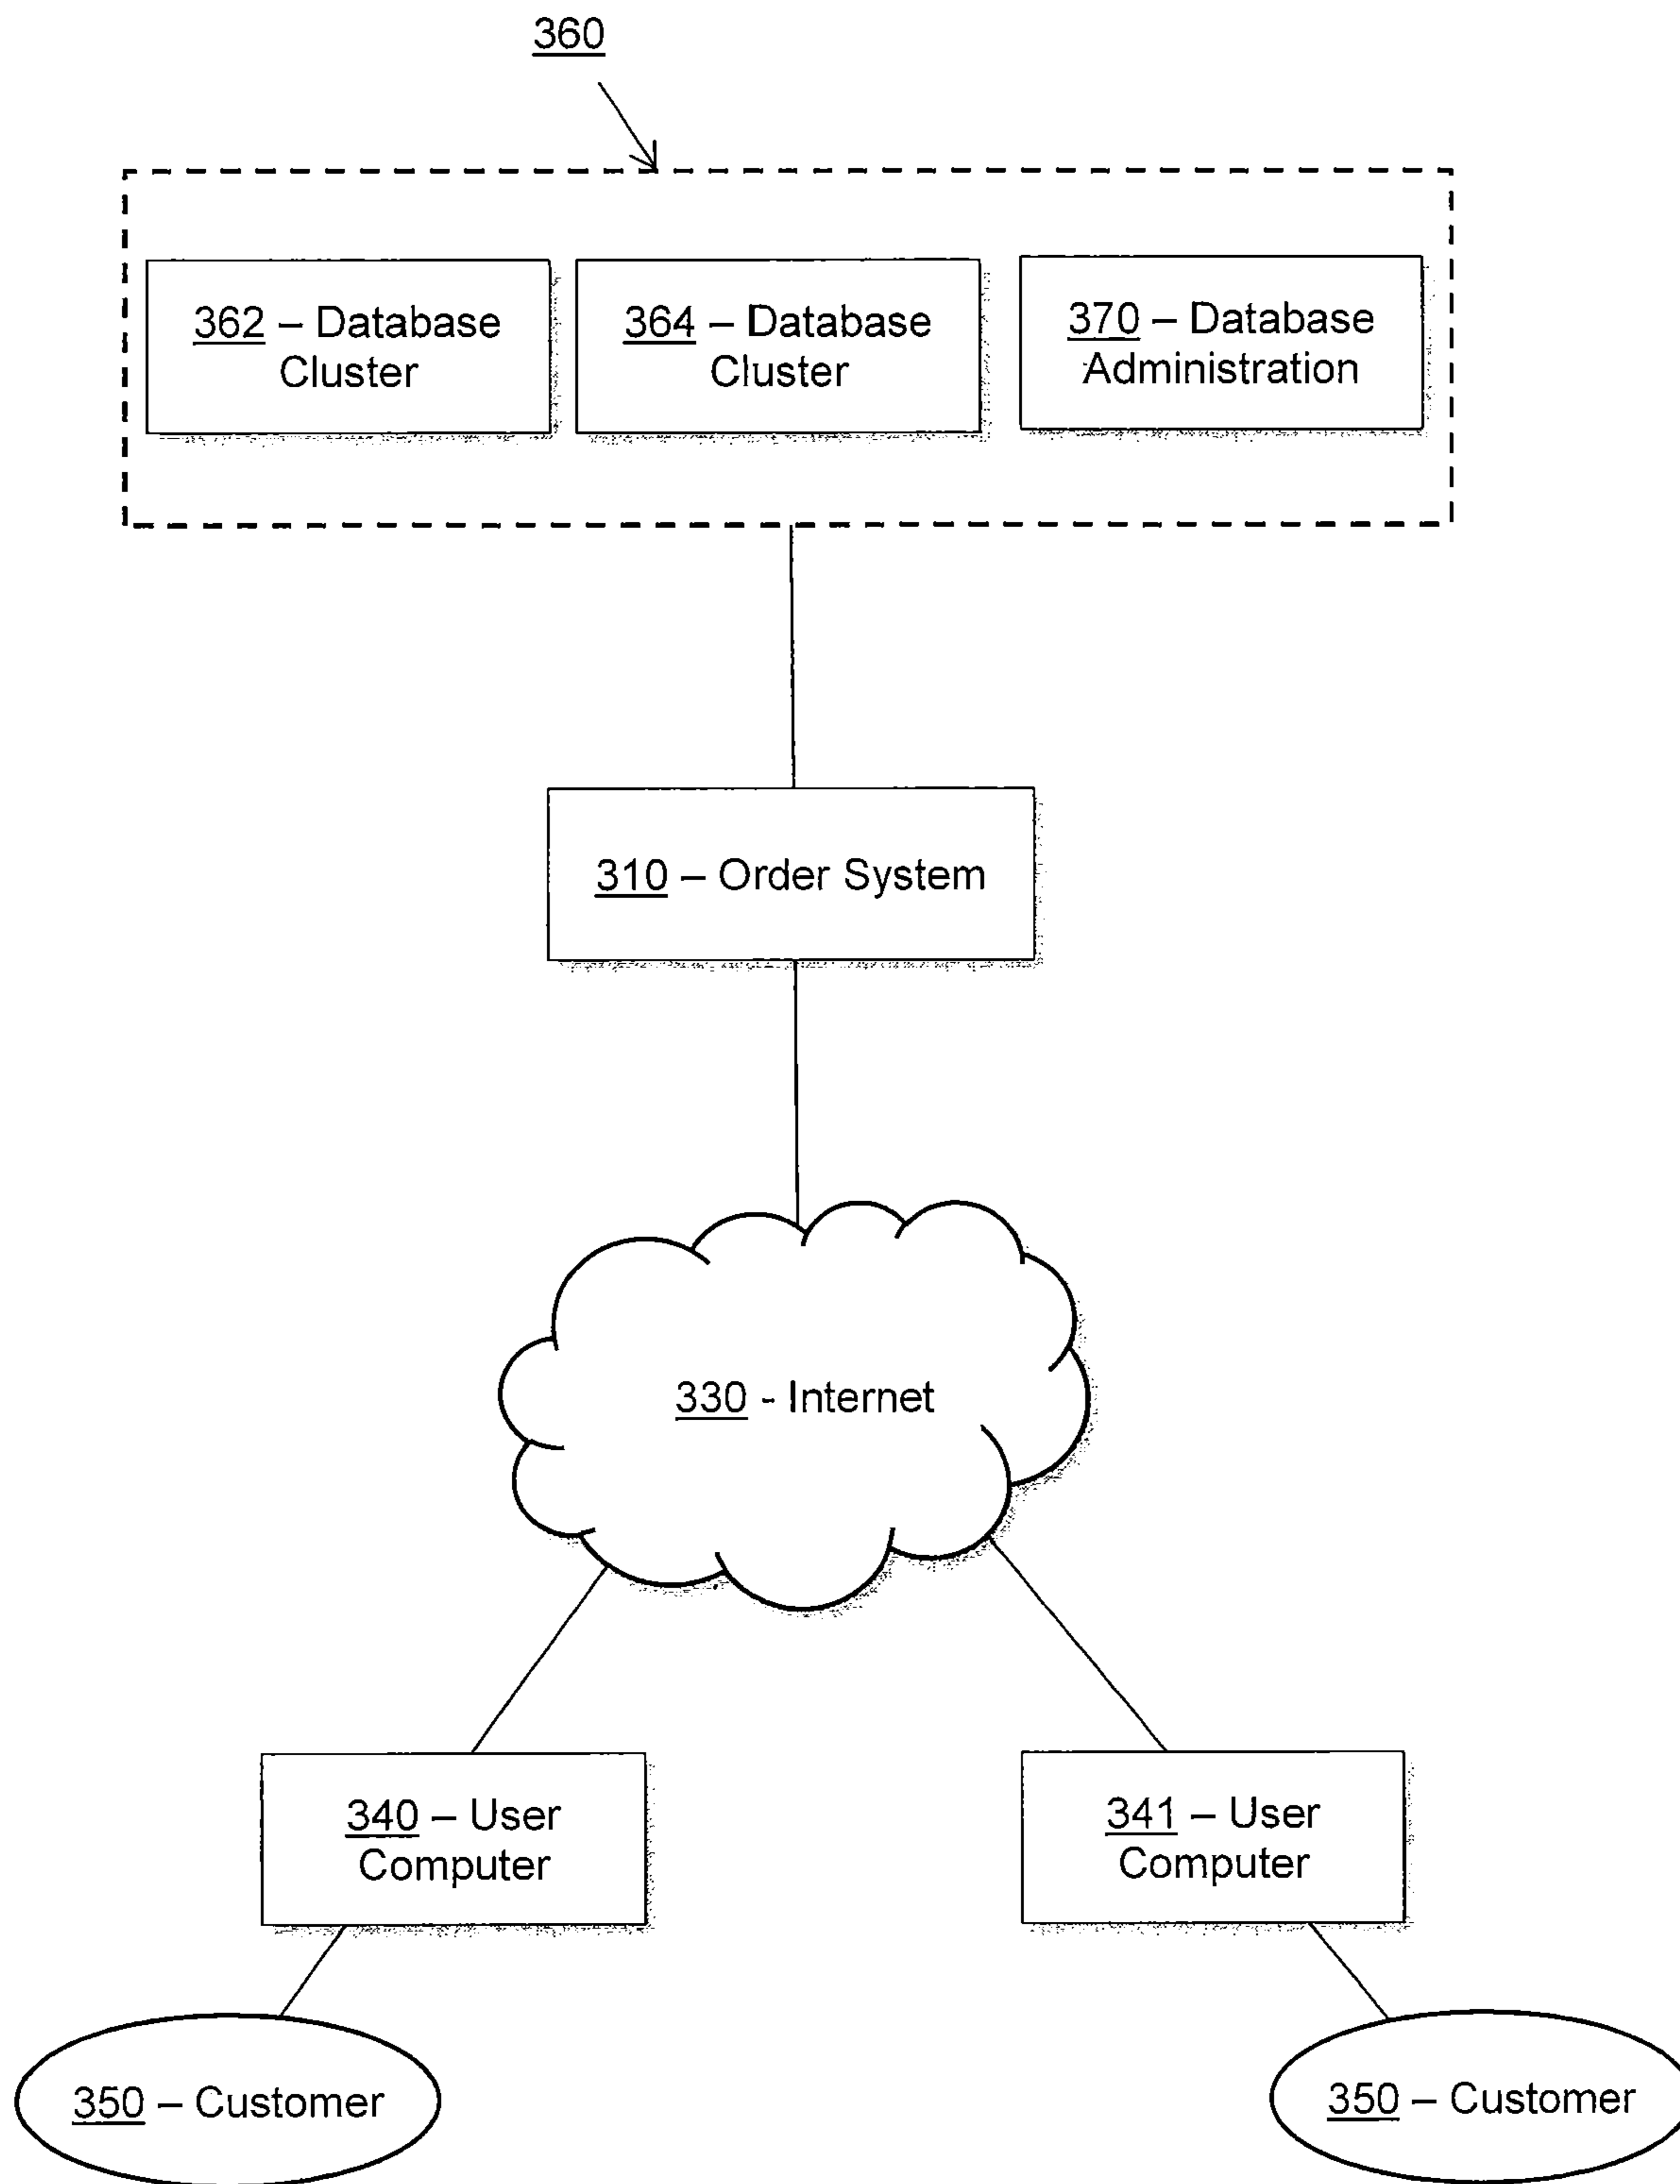 360
362 – Database
Cluster
364 – Database
Cluster
370 – Database
Administration
310 – Order System
330 - Internet
340 – User
Computer
341 – User
Computer
350 – Customer
350 – Customer